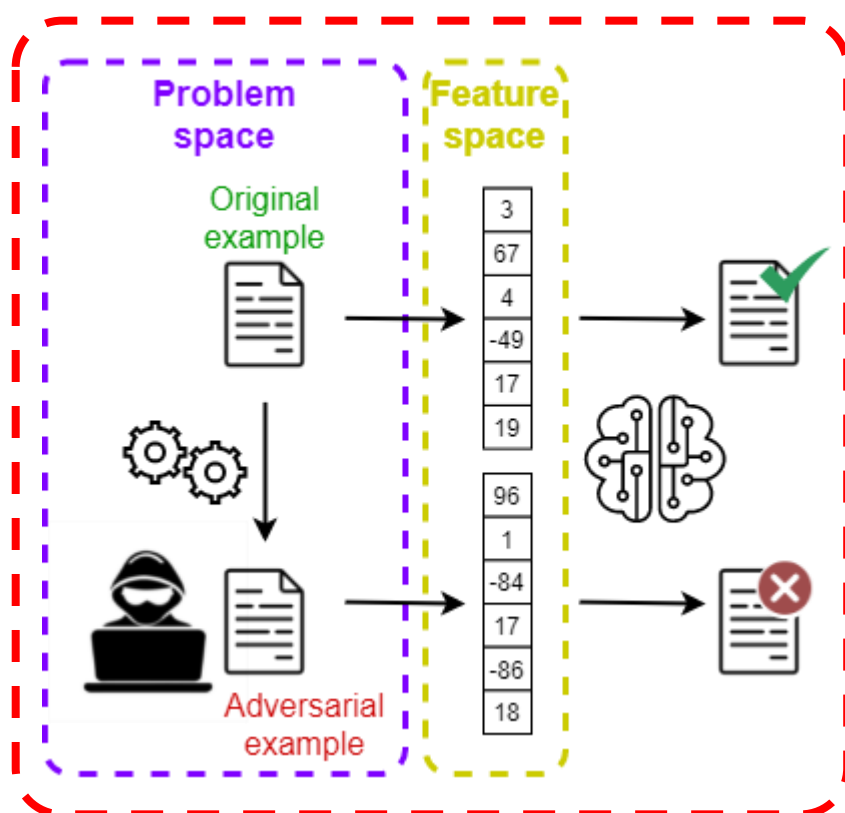 Problem
space
Feature
space
Original
example
3
67
4
-49
17
19
96
1
-84
17
-86
18
Adversarial
example